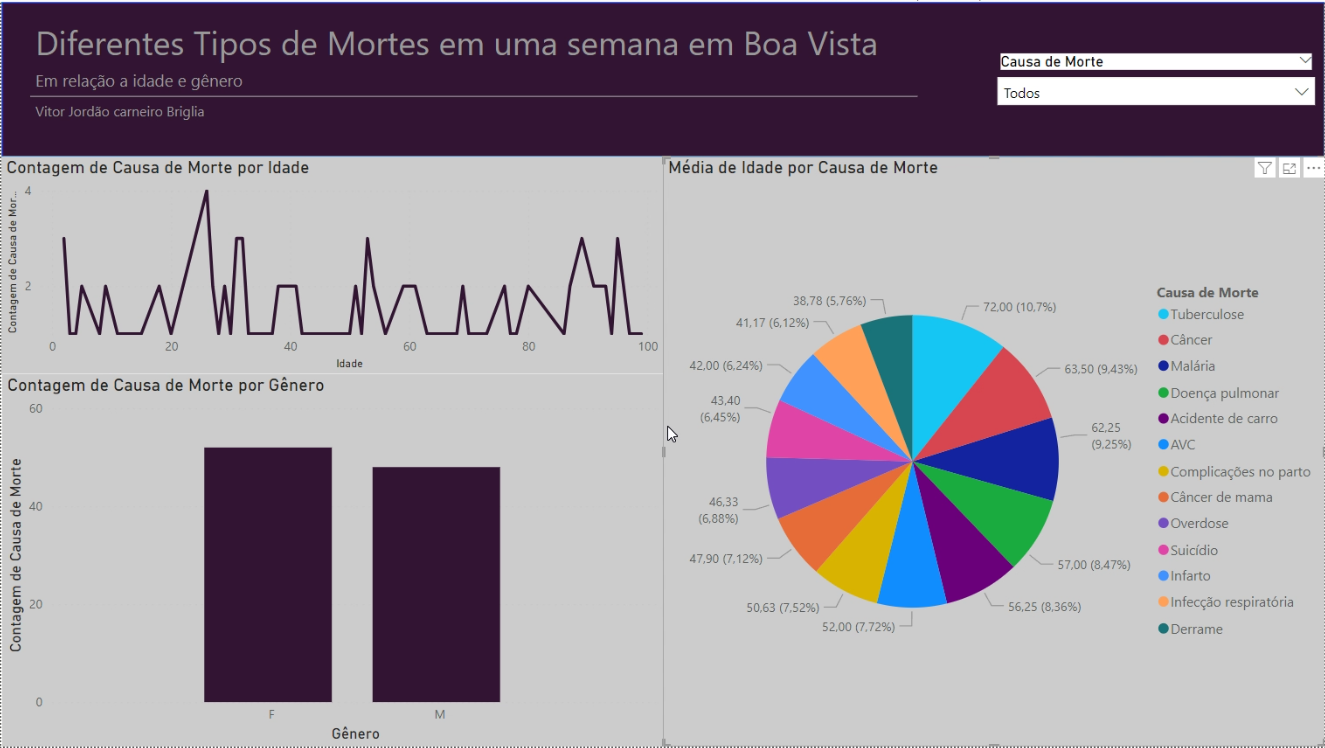 Diferentes Tipos de Mortes em uma semana em Boa Vista
Em relação a idade e gênero
Vitor Jordão carneiro Briglia
Causa de Morte
Todos
Contagem de Causa de Morte por Idade
Contagem de Causa de Mor...
4
2
0
20
40
60
80
100
Idade
Contagem de Causa de Morte por Gênero
Contagem de Causa de Morte
60
40
20
0
F
M
Gênero
Média de Idade por Causa de Morte
38,78 (5,76%)
72,00 (10,7%)
41,17 (6,12%)
42,00 (6,24%)
63,50 (9,43%)
43,40
(6,45%)
62,25
(9,25%)
46,33
(6,88%)
47,90 (7,12%)
57,00 (8,47%)
50,63 (7,52%)
56,25 (8,36%)
52,00 (7,72%)
Causa de Morte
Tuberculose
Câncer
Malária
Doença pulmonar
Acidente de carro
AVC
Complicações no parto
Câncer de mama
Overdose
Suicídio
Infarto
Infecção respiratória
Derrame